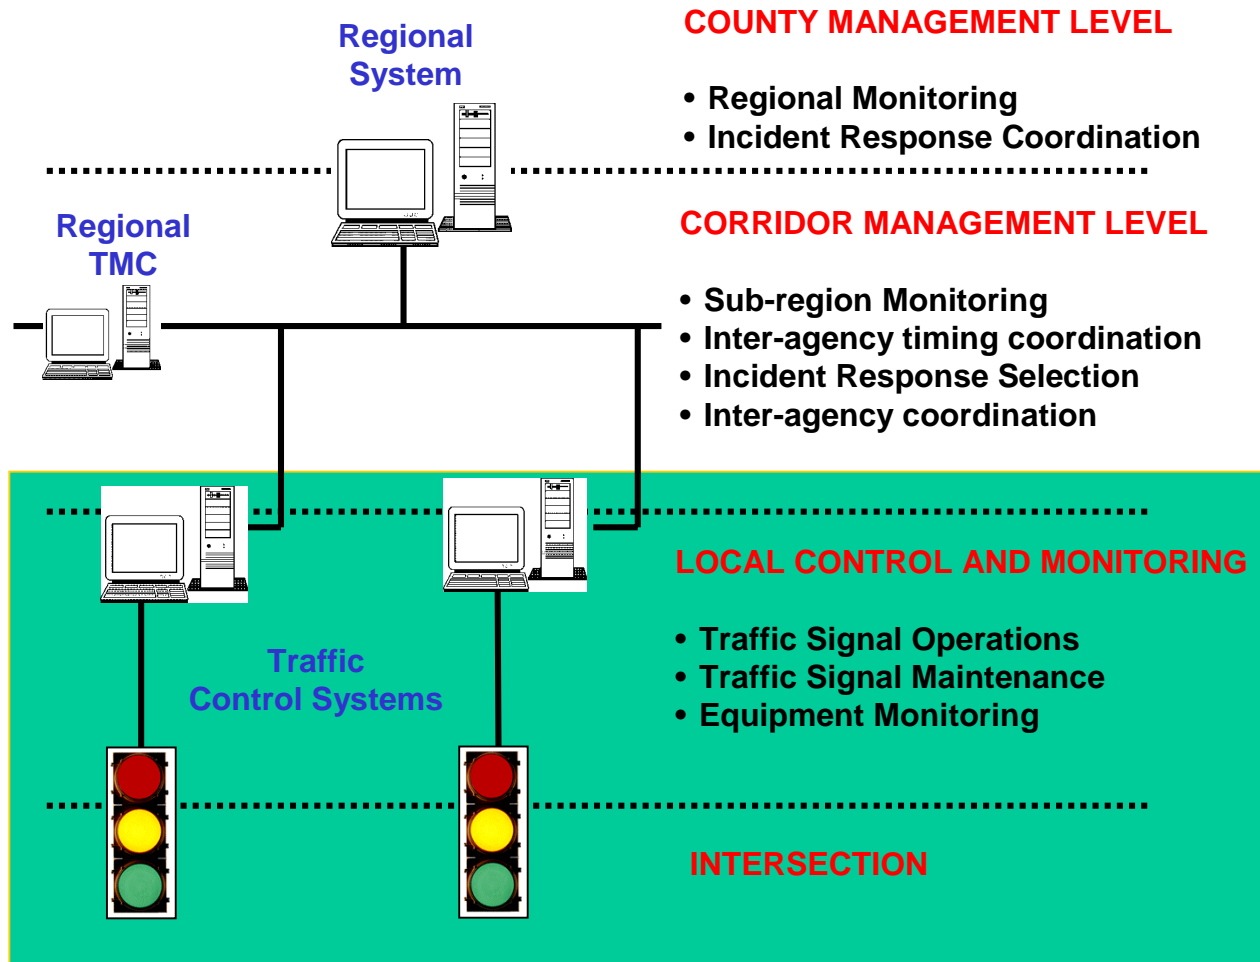 Regional
System
COUNTY MANAGEMENT LEVEL
• Regional Monitoring
• Incident Response Coordination
Regional
TMC
CORRIDOR MANAGEMENT LEVEL
• Sub-region Monitoring
• Inter-agency timing coordination
• Incident Response Selection
• Inter-agency coordination
LOCAL CONTROL AND MONITORING
• Traffic Signal Operations
• Traffic Signal Maintenance
• Equipment Monitoring
Traffic
Control Systems
INTERSECTION